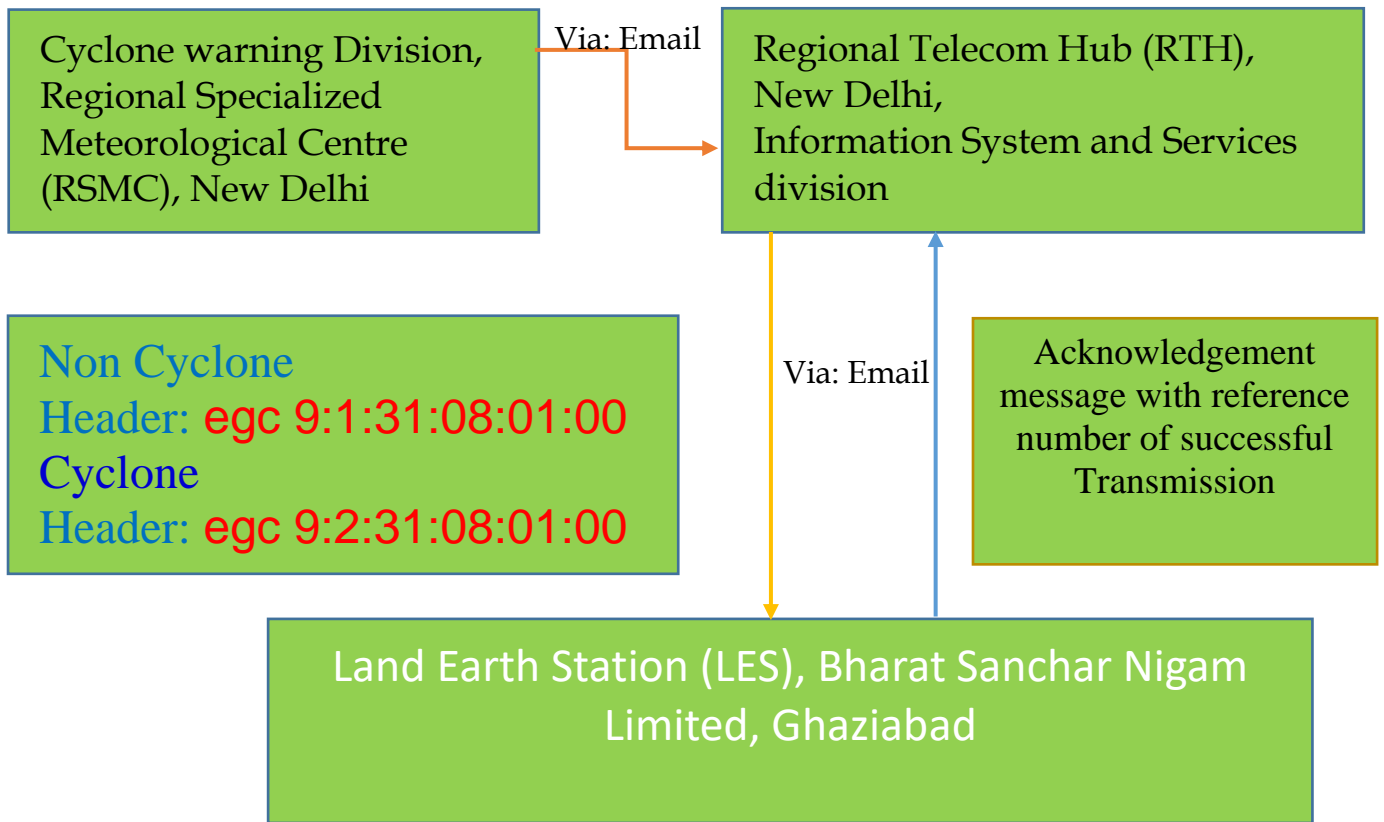 Cyclone warning Division,
Regional Specialized
Meteorological Centre
(RSMC), New Delhi
Via: Email
Regional Telecom Hub (RTH),
New Delhi,
Information System and Services
division
Non Cyclone
Header: egc 9:1:31:08:01:00
Cyclone
Header: egc 9:2:31:08:01:00
Via: Email
Acknowledgement
message with reference
number of successful
Transmission
Land Earth Station (LES), Bharat Sanchar Nigam
Limited, Ghaziabad